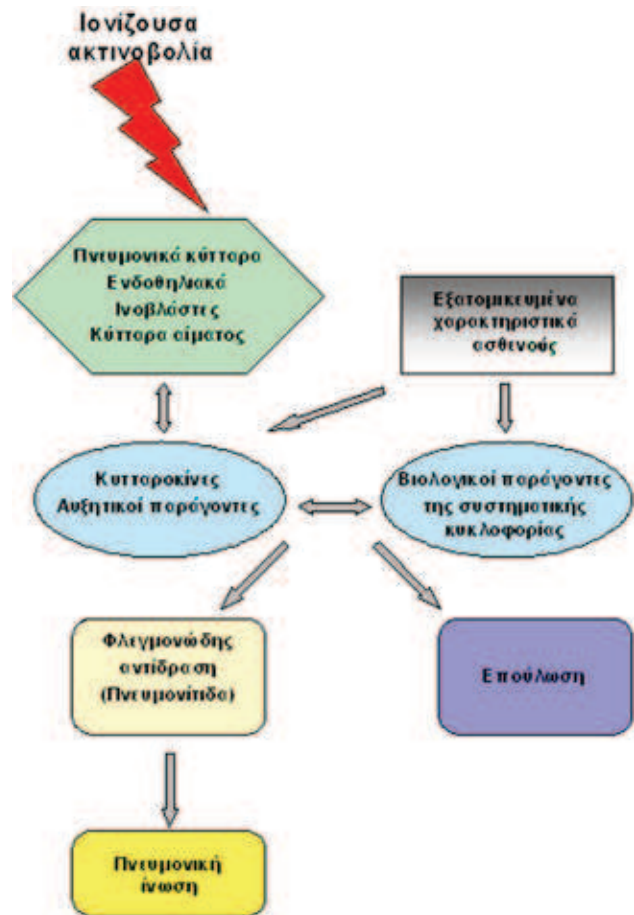 Ιονίζουσα
ακτινοβολία
Πνευμονικά κύτταρα
Ενδοθηλιακά
Ινοβλάστες
Κύτταρα αίματος
Εξατομικευμένα
χαρακτηριστικά
ασθενούς
Κυτταροκίνες
Αυξητικοί παράγοντες
Βιολογικοί παράγοντες
της συστηματικής
κυκλοφορίας
Φλεγμονώδης
αντίδραση
(Πνευμονίτιδα)
Επούλωση
Πνευμονική
ίνωση